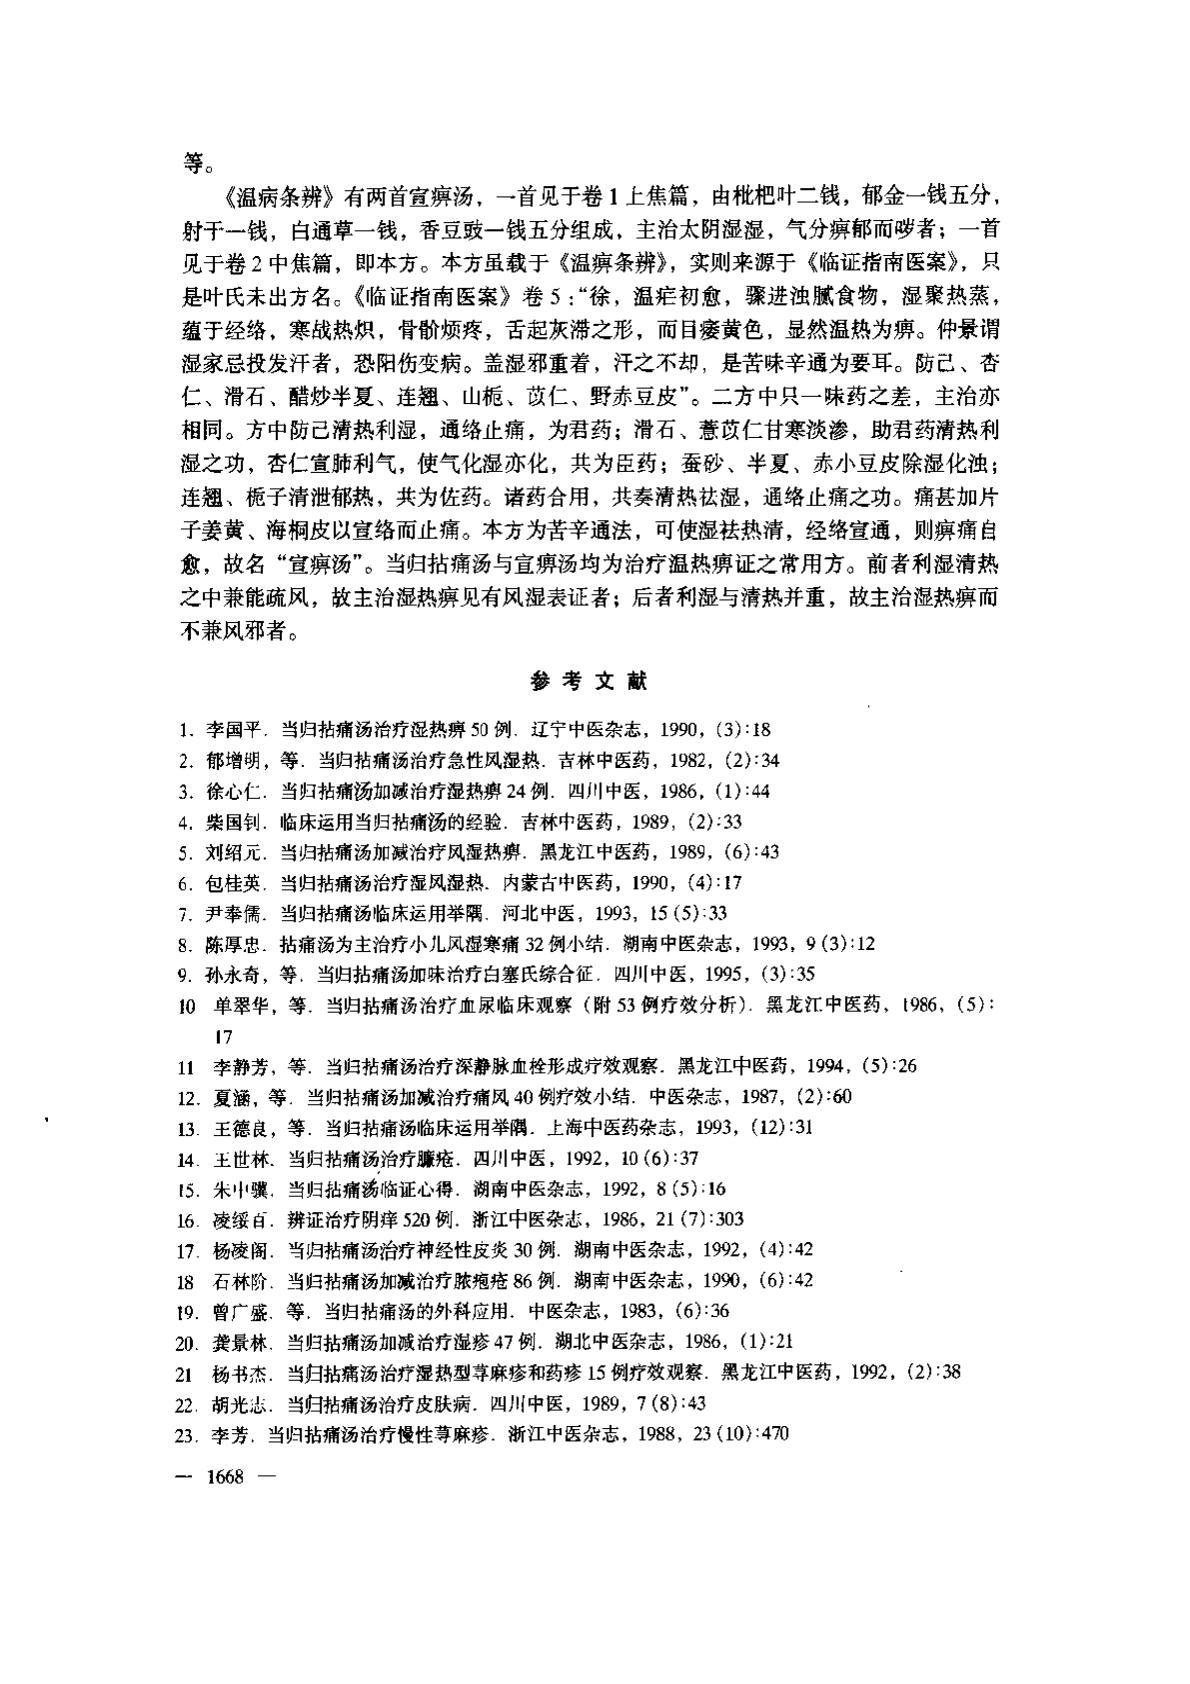 等。
《温病条辨》有两首宣痹汤，一首见于卷1上焦篇，由枇杷叶二钱，郁金一钱五分，
射干一钱，白通草一钱，香豆豉一钱五分组成，主治太阴湿湿，气分痹郁而哕者；一首
见于卷2中焦篇，即本方。本方虽载于《温痹条辨》，实则来源于《临证指南医案》，只
是叶氏未出方名。《临证指南医案》卷5：“徐，温疟初愈，骤进浊腻食物，湿聚热蒸，
蕴于经络，寒战热炽，骨骱烦疼，舌起灰滞之形，面目痿黄色，显然温热为痹。仲景谓
湿家忌投发汗者，恐阳伤变病。盖湿邪重着，汗之不却，是苦味辛通为要耳。防己、杏
仁、滑石、醋炒半夏、连翘、山栀、苡仁、野赤豆皮”。二方中只一味药之差，主治亦
相同。方中防己清热利湿，通络止痛，为君药；滑石、薏苡仁甘寒淡渗，助君药清热利
湿之功，杏仁宣肺利气，使气化湿亦化，共为臣药；蚕砂、半夏、赤小豆皮除湿化浊；
连翘、栀子清泄郁热，共为佐药。诸药合用，共奏清热祛湿，通络止痛之功。痛甚加片
子姜黄、海桐皮以宣络而止痛。本方为苦辛通法，可使湿祛热清，经络宣通，则痹痛自
愈，故名“宣痹汤”。当归拈痛汤与宣痹汤均为治疗温热痹证之常用方。前者利湿清热
之中兼能疏风，故主治湿热痹见有风湿表证者；后者利湿与清热并重，故主治湿热痹而
不兼风邪者。
参考文献
1. 李国平. 当归拈痛汤治疗湿热痹50例. 辽宁中医杂志，1990，(3):18
2. 郁增明，等. 当归拈痛汤治疗急性风湿热. 吉林中医药，1982，(2):34
3. 徐心仁. 当归拈痛汤加减治疗湿热痹24例. 四川中医，1986，(1):44
4. 柴国钊. 临床运用当归拈痛汤的经验. 吉林中医药，1989，(2):33
5. 刘绍元. 当归拈痛汤加减治疗风湿热痹. 黑龙江中医药，1989，(6):43
6. 包桂英. 当归拈痛汤治疗湿风湿热. 内蒙古中医药，1990，(4):17
7. 尹奉儒. 当归拈痛汤临床运用举隅. 河北中医，1993，15(5):33
8. 陈厚忠. 拈痛汤为主治疗小儿风湿寒痛32例小结. 湖南中医杂志，1993，9(3):12
9. 孙永奇，等. 当归拈痛汤加味治疗白塞氏综合征. 四川中医，1995，(3):35
10 单翠华，等. 当归拈痛汤治疗血尿临床观察（附53例疗效分析）. 黑龙江中医药，1986，(5):
17
11 李静芳，等. 当归拈痛汤治疗深静脉血栓形成疗效观察. 黑龙江中医药，1994，(5):26
12. 夏涵，等. 当归拈痛汤加减治疗痛风40例疗效小结. 中医杂志，1987，(2):60
13. 王德良，等. 当归拈痛汤临床运用举隅. 上海中医药杂志，1993，(12):31
14. 王世林. 当归拈痛汤治疗臁疮. 四川中医，1992，10(6):37
15. 朱中骥. 当归拈痛汤临证心得. 湖南中医杂志，1992，8(5):16
16. 凌绥百. 辨证治疗阴痒520例. 浙江中医杂志，1986，21(7):303
17. 杨凌阁. 当归拈痛汤治疗神经性皮炎30例. 湖南中医杂志，1992，(4):42
18 石林阶. 当归拈痛汤加减治疗脓疱疮86例. 湖南中医杂志，1990，(6):42
19. 曾广盛. 等. 当归拈痛汤的外科应用. 中医杂志，1983，(6):36
20. 龚景林. 当归拈痛汤加减治疗湿疹47例. 湖北中医杂志，1986，(1):21
21 杨书杰. 当归拈痛汤治疗湿热型荨麻疹和药疹15例疗效观察. 黑龙江中医药，1992，(2):38
22. 胡光志. 当归拈痛汤治疗皮肤病. 四川中医，1989，7(8):43
23. 李芳. 当归拈痛汤治疗慢性荨麻疹. 浙江中医杂志，1988，23(10):470
— 1668 —